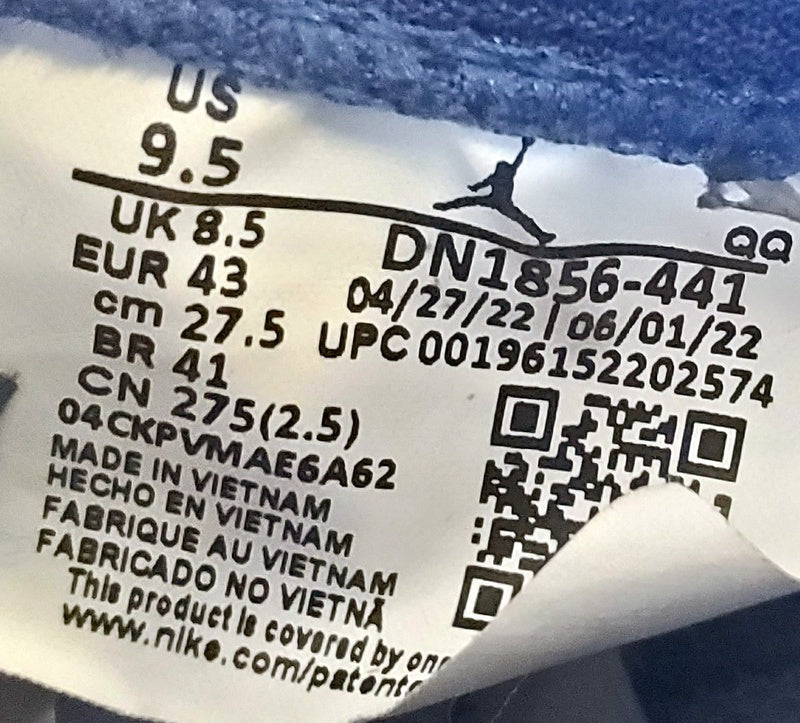 US
9.5
UK 8.5
EUR 43
cm 27.5
BR 41
CN 275(2.5)
04CKPVMAE6A62
MADE IN VIETNAM
HECHO EN VIETNAM
FABRIQUE AU VIETNAM
FABRICADO NO VIETNÃ
This product is covered by
www.nike.com/patents
QQ
DN1856-441
04/27/22 | 06/01/22
UPC 00196152202574